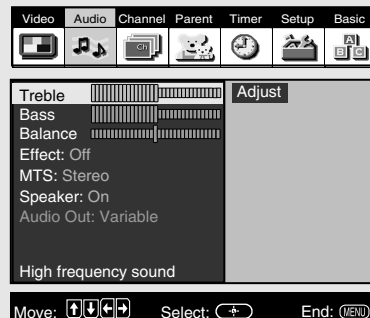 Video Audio Channel Parent Timer Setup Basic
Ch
A
B C
Treble
Adjust
Bass
Balance
Effect: Off
MTS: Stereo
Speaker: On
Audio Out: Variable
High frequency sound
Move: Select: End: MENU